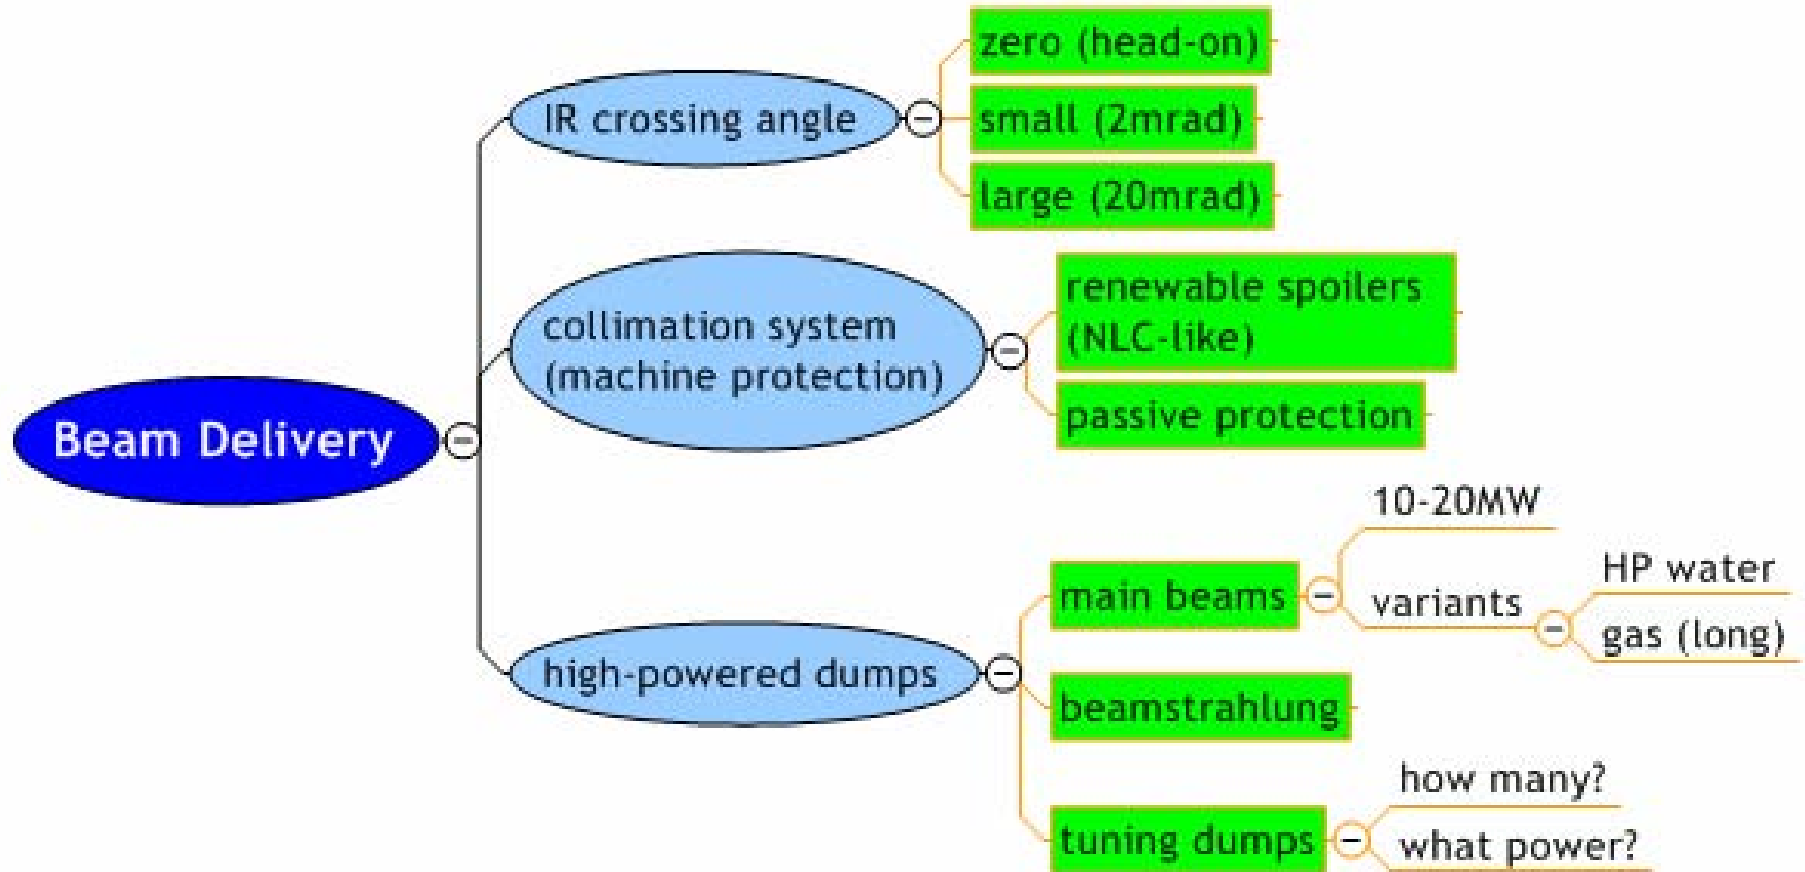 Beam Delivery
IR crossing angle
zero (head-on)
small (2mrad)
large (20mrad)
collimation system
(machine protection)
renewable spoilers
(NLC-like)
passive protection
high-powered dumps
main beams
10-20MW
variants
HP water
gas (long)
beamstrahlung
tuning dumps
how many?
what power?